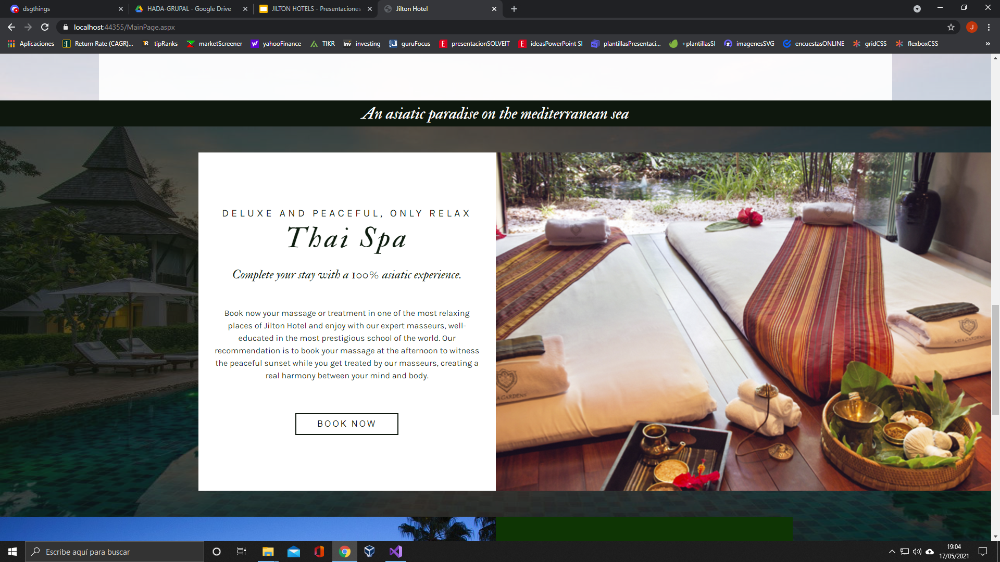 dsgthings
HADA-GRUPAL - Google Drive
JILTON HOTELS - Presentaciones
Jilton Hotel
localhost:44355/MainPage.aspx
J
Aplicaciones
Return Rate (CAGR)...
tipRanks
marketScreener
yahooFinance
TIKR
investing
guruFocus
presentacionSOLVEIT
ideasPowerPoint SI
plantillasPresentaci...
+plantillasSI
imagenesSVG
encuestasONLINE
gridCSS
flexboxCSS
»
An asiatic paradise on the mediterranean sea
DELUXE AND PEACEFUL, ONLY RELAX
Thai Spa
Complete your stay with a 100% asiatic experience.
Book now your massage or treatment in one of the most relaxing
places of Jilton Hotel and enjoy with our expert masseurs, well-
educated in the most prestigious school of the world. Our
recommendation is to book your massage at the afternoon to witness
the peaceful sunset while you get treated by our masseurs, creating a
real harmony between your mind and body.
BOOK NOW
ASIA GARDENS
ASIA GARDENS
Escribe aquí para buscar
19:04
17/05/2021